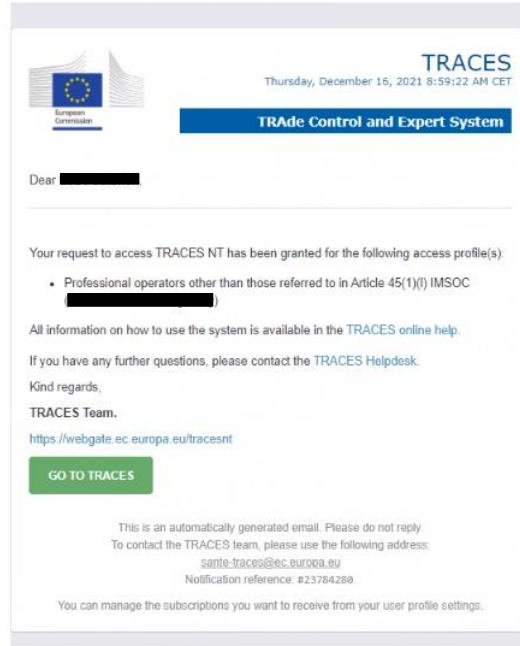 TRACES
Thursday, December 16, 2021 8:59:22 AM CET
European
Commission
TRAde Control and Expert System
Dear ,
Your request to access TRACES NT has been granted for the following access profile(s):
• Professional operators other than those referred to in Article 45(1)(l) IMSOC
( )
All information on how to use the system is available in the TRACES online help.
If you have any further questions, please contact the TRACES Helpdesk.
Kind regards,
TRACES Team.
https://webgate.ec.europa.eu/tracesnt
GO TO TRACES
This is an automatically generated email. Please do not reply.
To contact the TRACES team, please use the following address:
sante-traces@ec.europa.eu
Notification reference: #23784280.
You can manage the subscriptions you want to receive from your user profile settings.